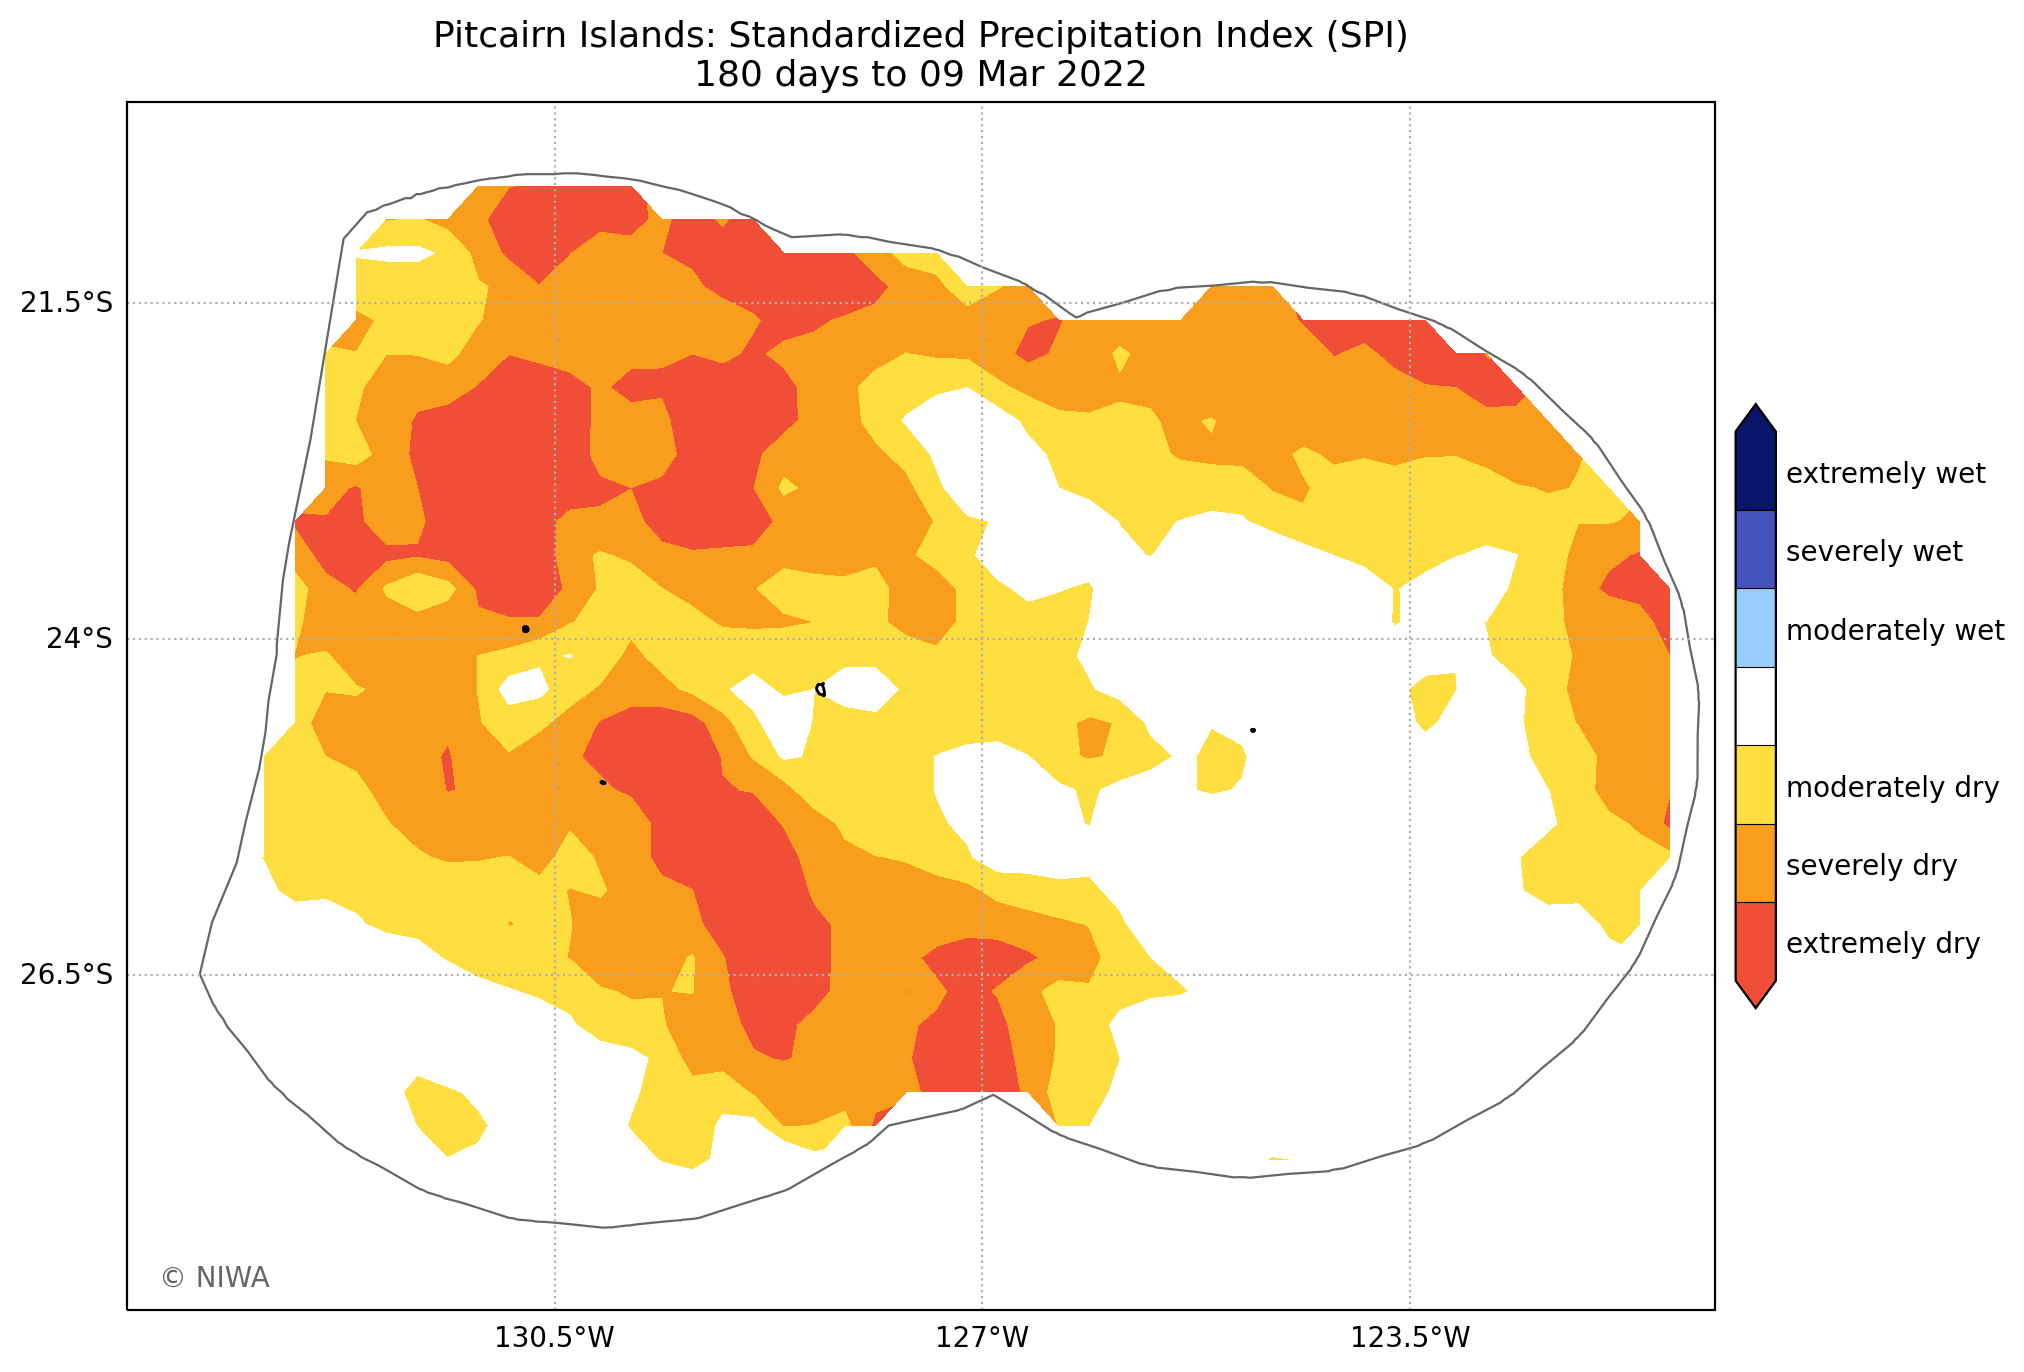 Pitcairn Islands: Standardized Precipitation Index (SPI)
180 days to 09 Mar 2022
21.5°S
24°S
26.5°S
130.5°W
127°W
123.5°W
extremely wet
severely wet
moderately wet
moderately dry
severely dry
extremely dry
© NIWA